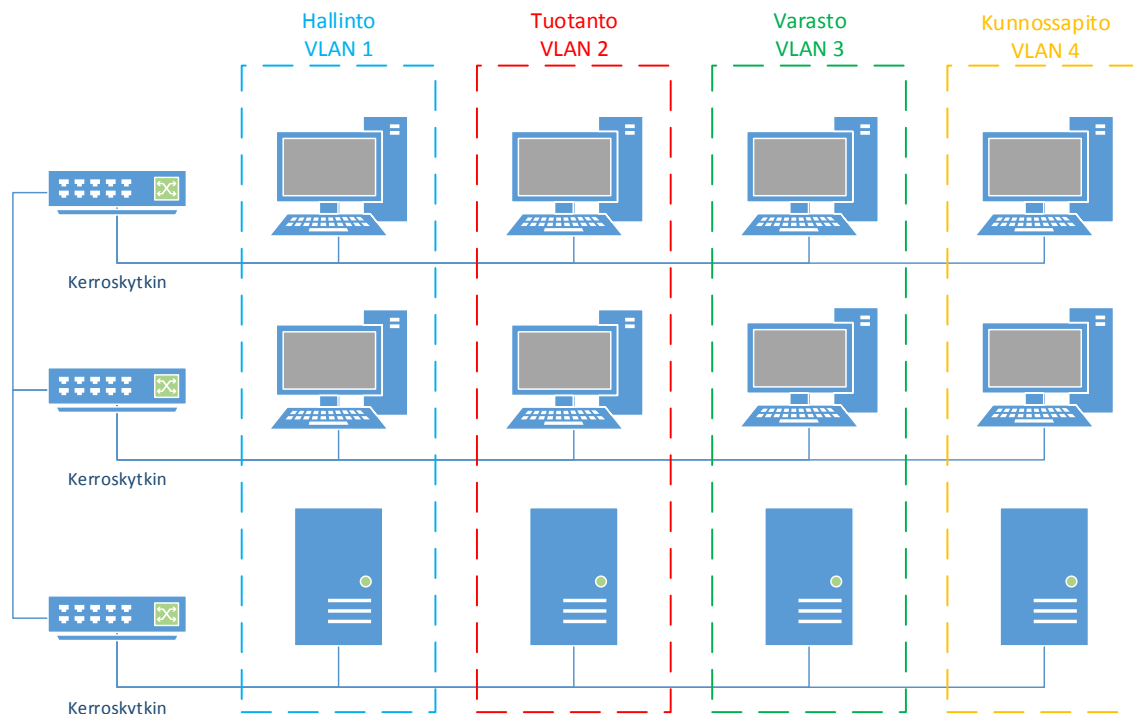 Hallinto
VLAN 1
Tuotanto
VLAN 2
Varasto
VLAN 3
Kunnossapito
VLAN 4
Kerroskytkin
Kerroskytkin
Kerroskytkin